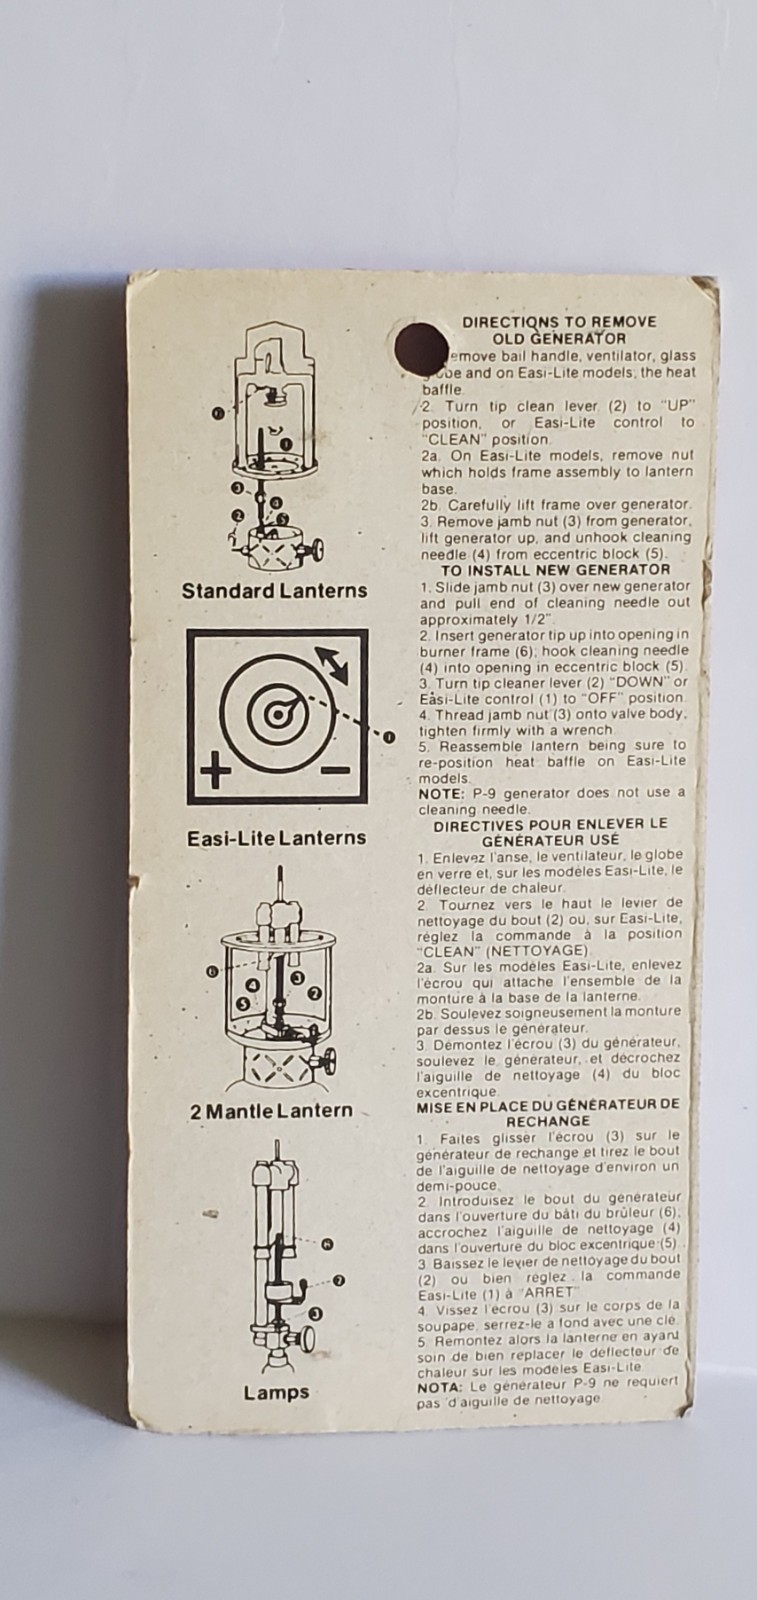 DIRECTIONS TO REMOVE
OLD GENERATOR
emove bail handle, ventilator, glass
and on Easi-Lite models, the heat
baffle.
2. Turn tip clean lever (2) to "UP"
position, or Easi-Lite control to
"CLEAN" position.
2a. On Easi-Lite models, remove nut
which holds frame assembly to lantern
base.
2b. Carefully lift frame over generator.
3. Remove jamb nut (3) from generator,
lift generator up, and unhook cleaning
needle (4) from eccentric block (5).
TO INSTALL NEW GENERATOR
1. Slide jamb nut (3) over new generator
and pull end of cleaning needle out
approximately 1/2".
2. Insert generator tip up into opening in
burner frame (6); hook cleaning needle
(4) into opening in eccentric block (5).
3. Turn tip cleaner lever (2) "DOWN" or
Easi-Lite control (1) to "OFF" position.
4. Thread jamb nut (3) onto valve body,
tighten firmly with a wrench.
5. Reassemble lantern being sure to
re-position heat baffle on Easi-Lite
models.
NOTE: P-9 generator does not use a
cleaning needle.
DIRECTIVES POUR ENLEVER LE
GÉNÉRATEUR USÉ
1. Enlevez l'anse, le ventilateur, le globe
en verre et, sur les modèles Easi-Lite, le
déflecteur de chaleur.
2. Tournez vers le haut le levier de
nettoyage du bout (2) ou, sur Easi-Lite,
réglez la commande à la position
"CLEAN" (NETTOYAGE).
2a. Sur les modèles Easi-Lite, enlevez
l'écrou qui attache l'ensemble de la
monture à la base de la lanterne.
2b. Soulevez soigneusement la monture
par dessus le générateur.
3. Démontez l'écrou (3) du générateur,
soulevez le générateur, et décrochez
l'aiguille de nettoyage (4) du bloc
excentrique.
MISE EN PLACE DU GÉNÉRATEUR DE
RECHANGE
1. Faites glisser l'écrou (3) sur le
générateur de rechange et tirez le bout
de l'aiguille de nettoyage d'environ un
demi-pouce.
2. Introduisez le bout du générateur
dans l'ouverture du bâti du brûleur (6);
accrochez l'aiguille de nettoyage (4)
dans l'ouverture du bloc excentrique (5).
3. Baissez le levier de nettoyage du bout
(2) ou bien réglez la commande
Easi-Lite (1) à "ARRET"
4. Vissez l'écrou (3) sur le corps de la
soupape, serrez-le à fond avec une clé.
5. Remontez alors la lanterne en ayant
soin de bien replacer le déflecteur de
chaleur sur les modèles Easi-Lite.
NOTA: Le générateur P-9 ne requiert
pas d'aiguille de nettoyage.
1
3
4
2
5
Standard Lanterns
+
−
1
Easi-Lite Lanterns
6
4
3
5
2
2 Mantle Lantern
6
2
3
Lamps